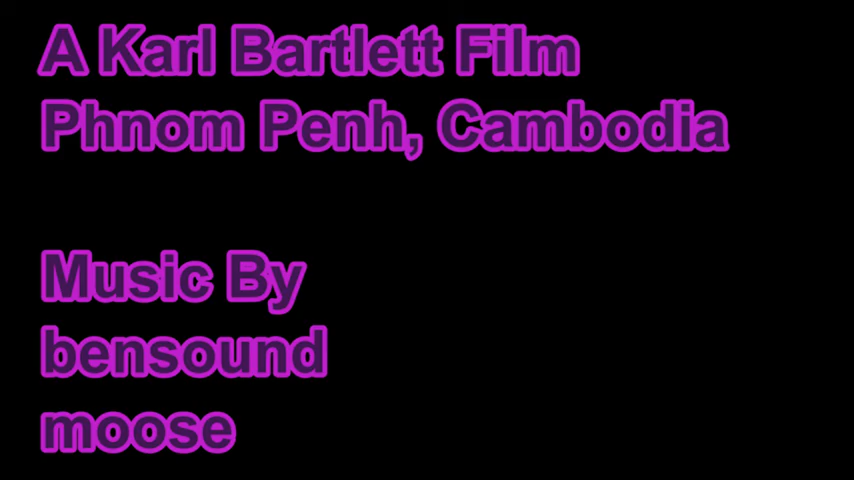 A Karl Bartlett Film
Phnom Penh, Cambodia
Music By
bensound
moose